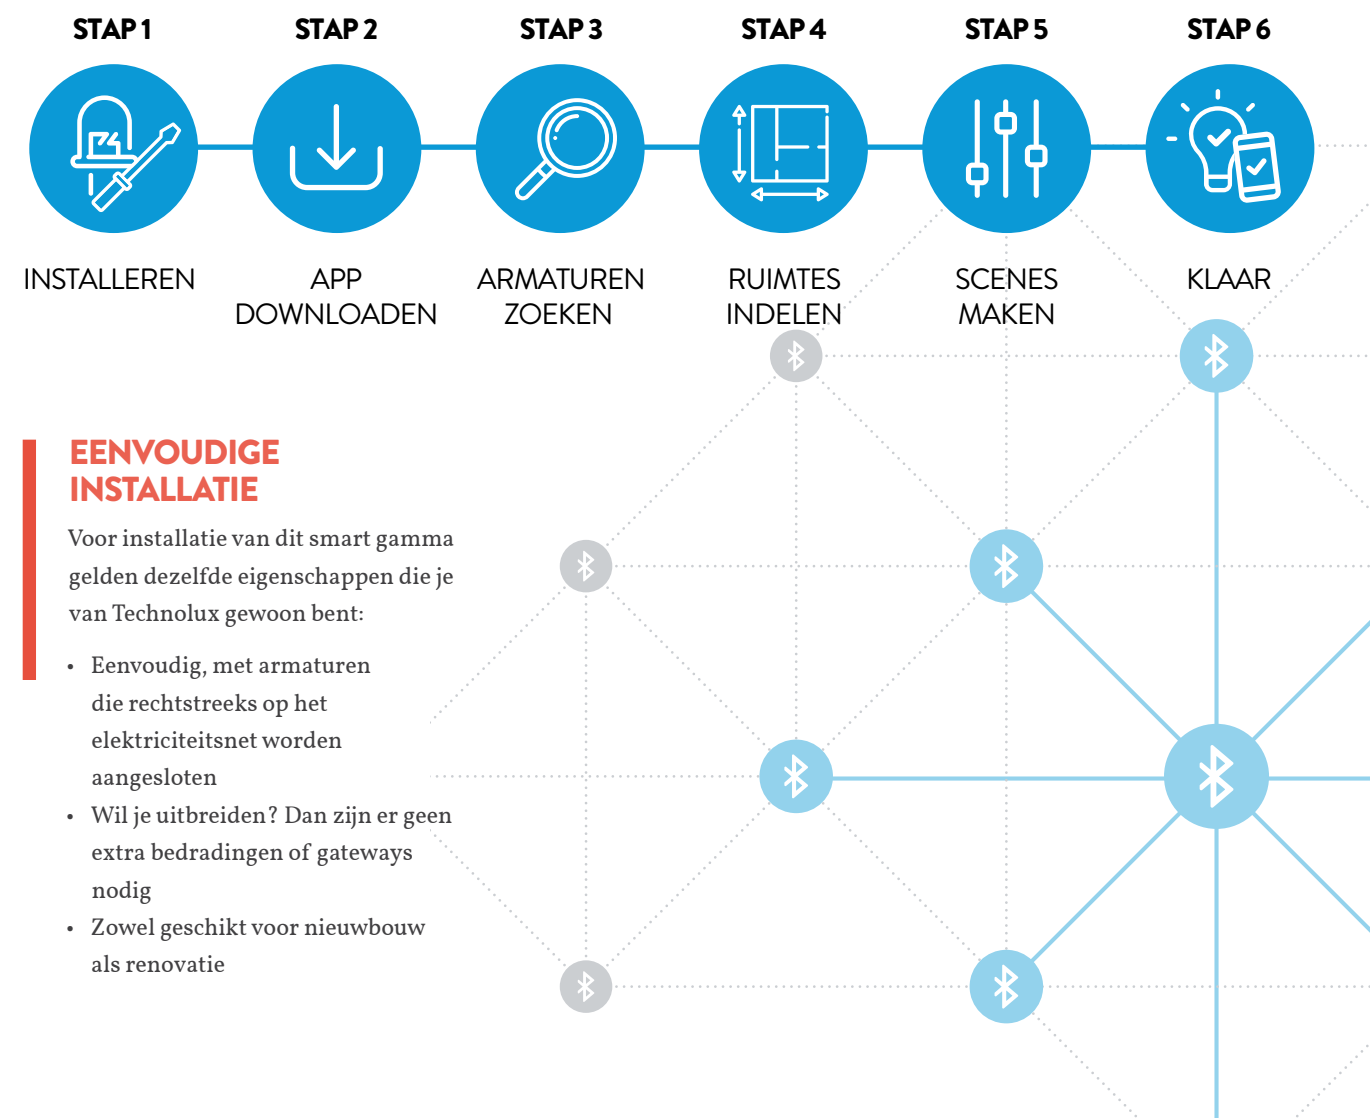 STAP 1
STAP 2
STAP 3
STAP 4
STAP 5
STAP 6
INSTALLEREN
APP
DOWNLOADEN
ARMATUREN
ZOEKEN
RUIMTES
INDELEN
SCENES
MAKEN
KLAAR
EENVOUDIGE
INSTALLATIE
Voor installatie van dit smart gamma
gelden dezelfde eigenschappen die je
van Technolux gewoon bent:
• Eenvoudig, met armaturen
die rechtstreeks op het
elektriciteitsnet worden
aangesloten
• Wil je uitbreiden? Dan zijn er geen
extra bedradingen of gateways
nodig
• Zowel geschikt voor nieuwbouw
als renovatie